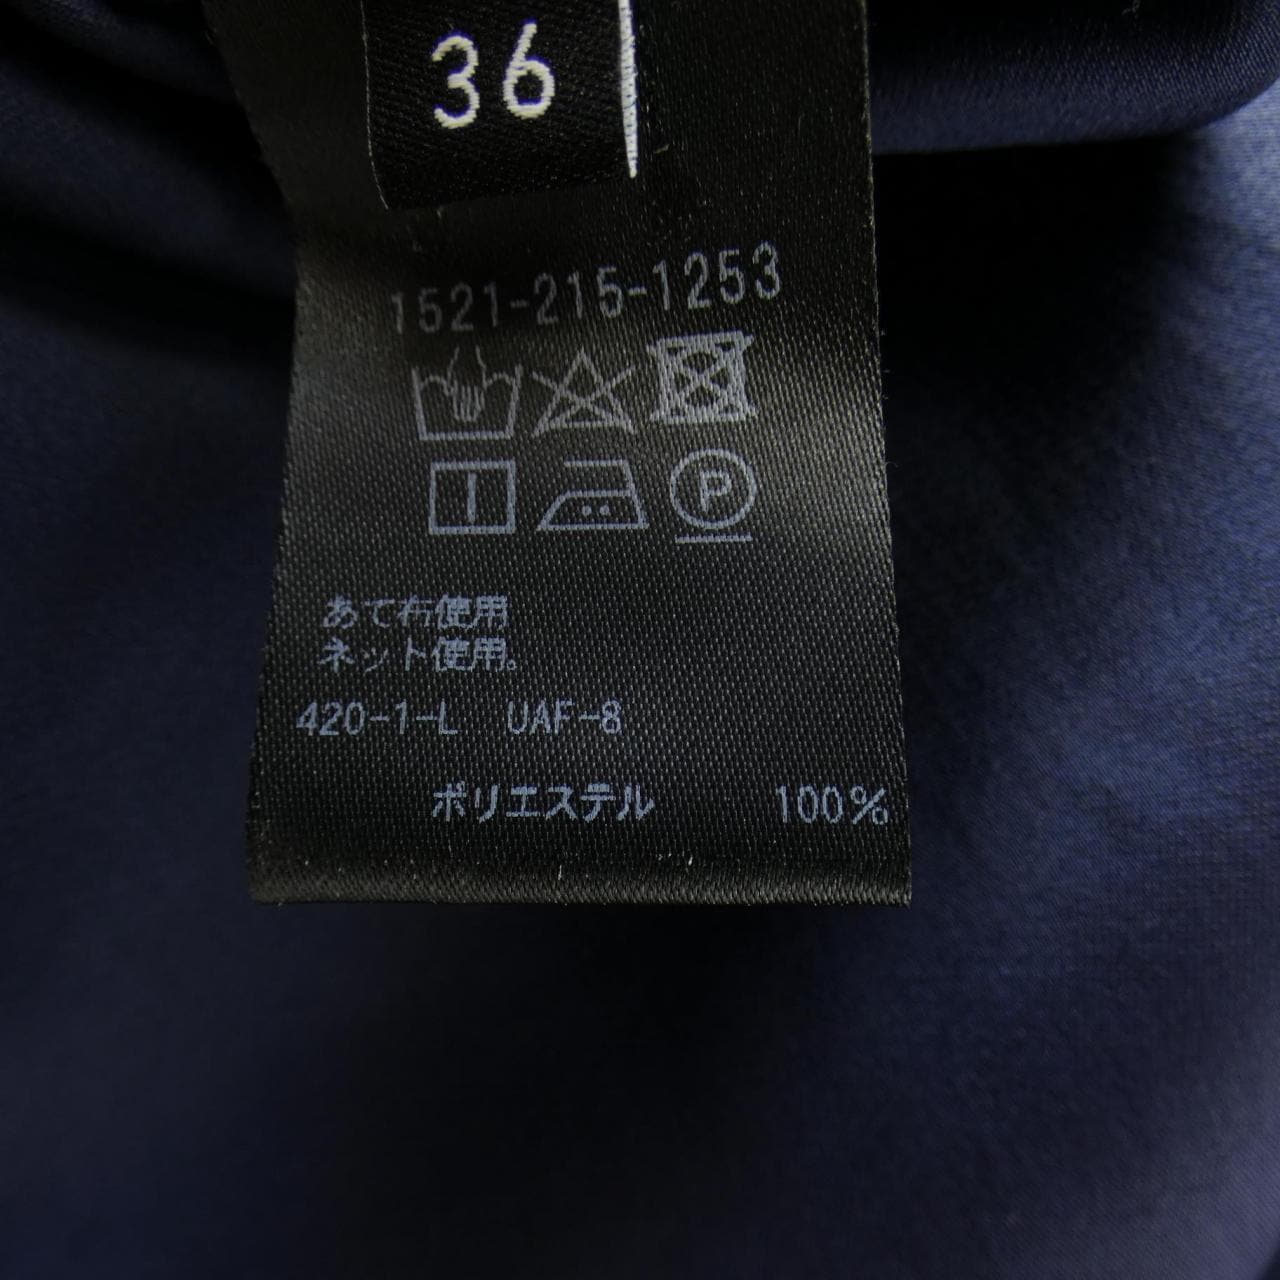 36
1521-215-1253
P
あて布使用
ネット使用。
420-1-L UAF-8
ポリエステル 100%